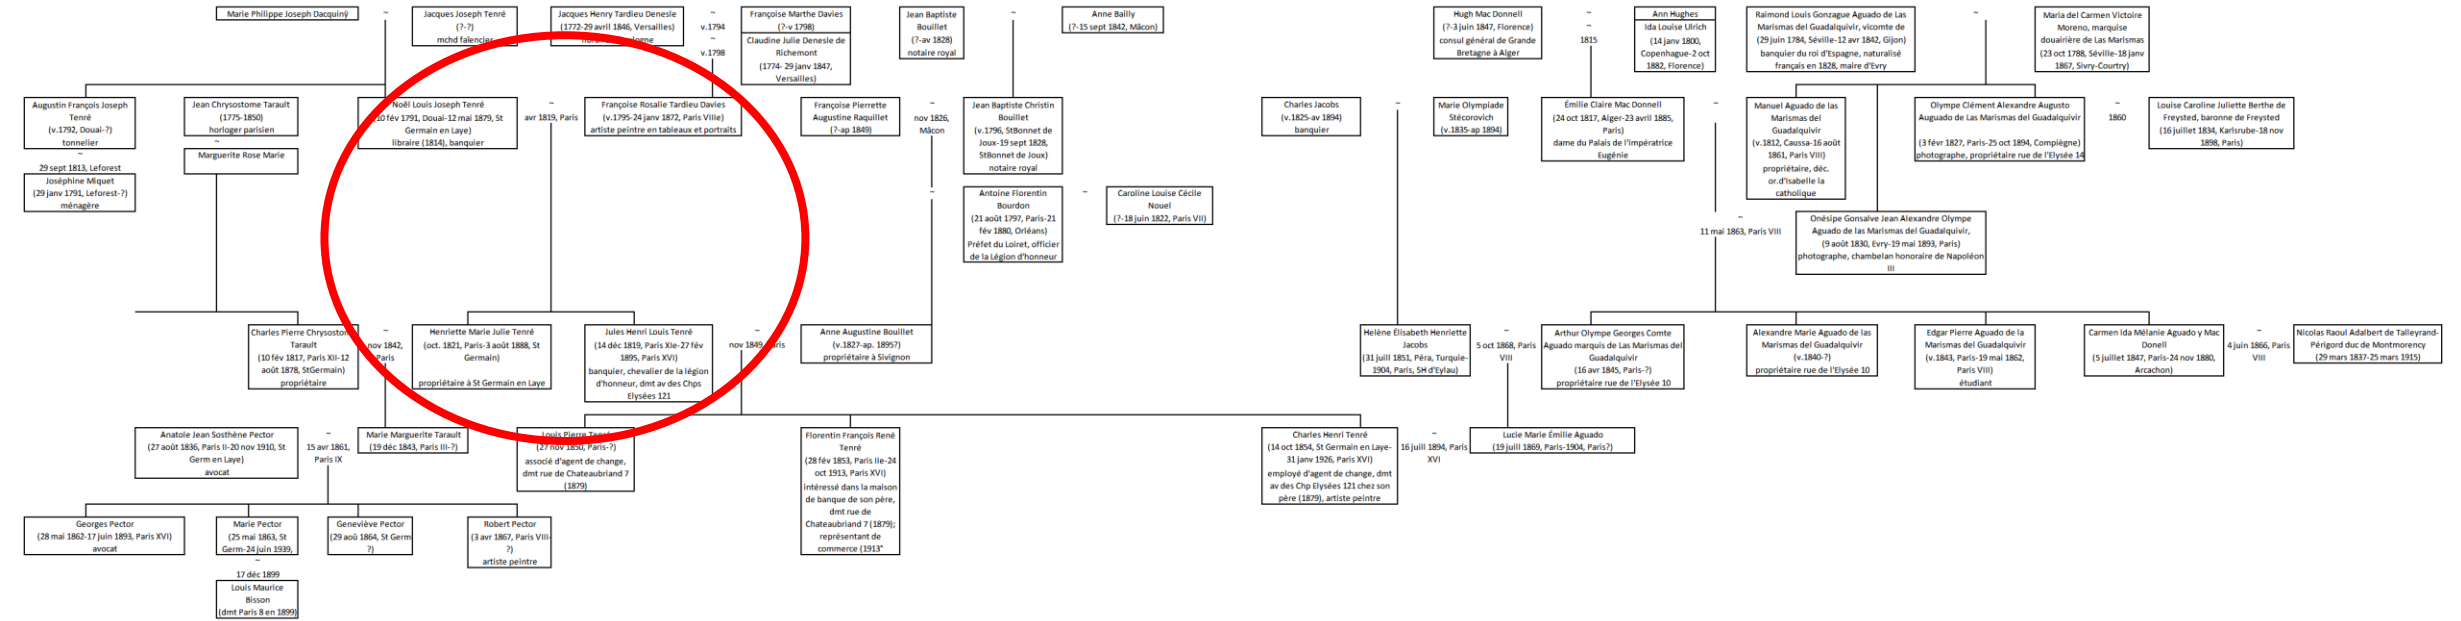 Marie Philippe Joseph Dacquinÿ
~
Jacques Joseph Tenré
(?-?)
mchd faïencier
Jacques Henry Tardieu Denesle
(1772-29 avril 1846, Versailles)
~
v.1794
~
v.1798
Françoise Marthe Davies
(?-v 1798)
Claudine Julie Denesle de
Richemont
(1774- 29 janv 1847,
Versailles)
Jean Baptiste
Bouillet
(?-av 1828)
notaire royal
~
Anne Bailly
(?-15 sept 1842, Mâcon)
Hugh Mac Donnell
(?-3 juin 1847, Florence)
consul général de Grande
Bretagne à Alger
~
~
1815
Ann Hughes
Ida Louise Ulrich
(14 janv 1800,
Copenhague-2 oct
1882, Florence)
Raimond Louis Gonzague Aguado de Las
Marismas del Guadalquivir, vicomte de
(29 juin 1784, Séville-12 avr 1842, Gijon)
banquier du roi d'Espagne, naturalisé
français en 1828, maire d'Evry
~
Maria del Carmen Victoire
Moreno, marquise
douairière de Las Marismas
(23 oct 1788, Séville-18 janv
1867, Sivry-Courtry)
Augustin François Joseph
Tenré
(v.1792, Douai-?)
tonnelier
~
29 sept 1813, Leforest
Joséphine Miquet
(29 janv 1791, Leforest-?)
ménagère
Jean Chrysostome Tarault
(1775-1850)
horloger parisien
~
Marguerite Rose Marie
Noël Louis Joseph Tenré
(10 fév 1791, Douai-12 mai 1879, St
Germain en Laye)
libraire (1814), banquier
~
avr 1819, Paris
Françoise Rosalie Tardieu Davies
(v.1795-24 janv 1872, Paris VIIIe)
artiste peintre en tableaux et portraits
Françoise Pierrette
Augustine Raquillet
(?-ap 1849)
~
nov 1826,
Mâcon
~
Jean Baptiste Christin
Bouillet
(v.1796, StBonnet de
Joux-19 sept 1828,
StBonnet de Joux)
notaire royal
Antoine Florentin
Bourdon
(21 août 1797, Paris-21
fév 1880, Orléans)
Préfet du Loiret, officier
de la Légion d'honneur
~
Caroline Louise Cécile
Nouel
(?-18 juin 1822, Paris VII)
Charles Jacobs
(v.1825-av 1894)
banquier
~
Marie Olympiade
Stécorovich
(v.1835-ap 1894)
Émilie Claire Mac Donnell
(24 oct 1817, Alger-23 avril 1885,
Paris)
dame du Palais de l'impératrice
Eugénie
~
Manuel Aguado de las
Marismas del
Guadalquivir
(v.1812, Caussa-16 août
1861, Paris VIII)
propriétaire, déc.
or.d'Isabelle la
catholique
Olympe Clément Alexandre Augusto
Auguado de Las Marismas del Guadalquivir
(3 févr 1827, Paris-25 oct 1894, Compiègne)
photographe, propriétaire rue de l'Elysée 14
~
1860
Louise Caroline Juliette Berthe de
Freysted, baronne de Freysted
(16 juillet 1834, Karlsrube-18 nov
1898, Paris)
~
11 mai 1863, Paris VIII
Onésipe Gonsalve Jean Alexandre Olympe
Aguado de las Marismas del Guadalquivir,
(9 août 1830, Evry-19 mai 1893, Paris)
photographe, chambelan honoraire de Napoléon
III
Charles Pierre Chrysostome
Tarault
(10 fév 1817, Paris XII-12
août 1878, StGermain)
propriétaire
~
nov 1842,
Paris
Henriette Marie Julie Tenré
(oct. 1821, Paris-3 août 1888, St
Germain)
propriétaire à St Germain en Laye
Jules Henri Louis Tenré
(14 déc 1819, Paris XIe-27 fév
1895, Paris XVI)
banquier, chevalier de la légion
d'honneur, dmt av des Chps
Elysées 121
~
nov 1849, Paris
Anne Augustine Bouillet
(v.1827-ap. 1895?)
propriétaire à Sivignon
Helène Élisabeth Henriette
Jacobs
(31 juill 1851, Péra, Turquie-
1904, Paris, SH d'Eylau)
~
5 oct 1868, Paris
VIII
Arthur Olympe Georges Comte
Aguado marquis de Las Marismas del
Guadalquivir
(16 avr 1845, Paris-?)
propriétaire rue de l'Elysée 10
Alexandre Marie Aguado de las
Marismas del Guadalquivir
(v.1840-?)
propriétaire rue de l'Elysée 10
Edgar Pierre Aguado de la
Marismas del Guadalquivir
(v.1843, Paris-19 mai 1862,
Paris VIII)
étudiant
Carmen Ida Mélanie Aguado y Mac
Donell
(5 juillet 1847, Paris-24 nov 1880,
Arcachon)
~
4 juin 1866, Paris
VIII
Nicolas Raoul Adalbert de Talleyrand-
Périgord duc de Montmorency
(29 mars 1837-25 mars 1915)
Anatole Jean Sosthène Pector
(27 août 1836, Paris II-20 nov 1910, St
Germ en Laye)
avocat
~
15 avr 1861,
Paris IX
Marie Marguerite Tarault
(19 déc 1843, Paris III-?)
Louis Pierre Tenré
(27 nov 1850, Paris-?)
associé d'agent de change,
dmt rue de Chateaubriand 7
(1879)
Florentin François René
Tenré
(28 fév 1853, Paris IIe-24
oct 1913, Paris XVI)
intéressé dans la maison
de banque de son père,
dmt rue de
Chateaubriand 7 (1879);
représentant de
commerce (1913"
Charles Henri Tenré
(14 oct 1854, St Germain en Laye-
31 janv 1926, Paris XVI)
employé d'agent de change, dmt
av des Chp Elysées 121 chez son
père (1879), artiste peintre
~
16 juill 1894, Paris
XVI
Lucie Marie Émilie Aguado
(19 juill 1869, Paris-1904, Paris?)
Georges Pector
(28 mai 1862-17 juin 1893, Paris XVI)
avocat
Marie Pector
(25 mai 1863, St
Germ-24 juin 1939,
~
17 déc 1899
Louis Maurice
Bisson
(dmt Paris 8 en 1899)
Geneviève Pector
(29 aoû 1864, St Germ
?)
Robert Pector
(3 avr 1867, Paris VIII-
?)
artiste peintre